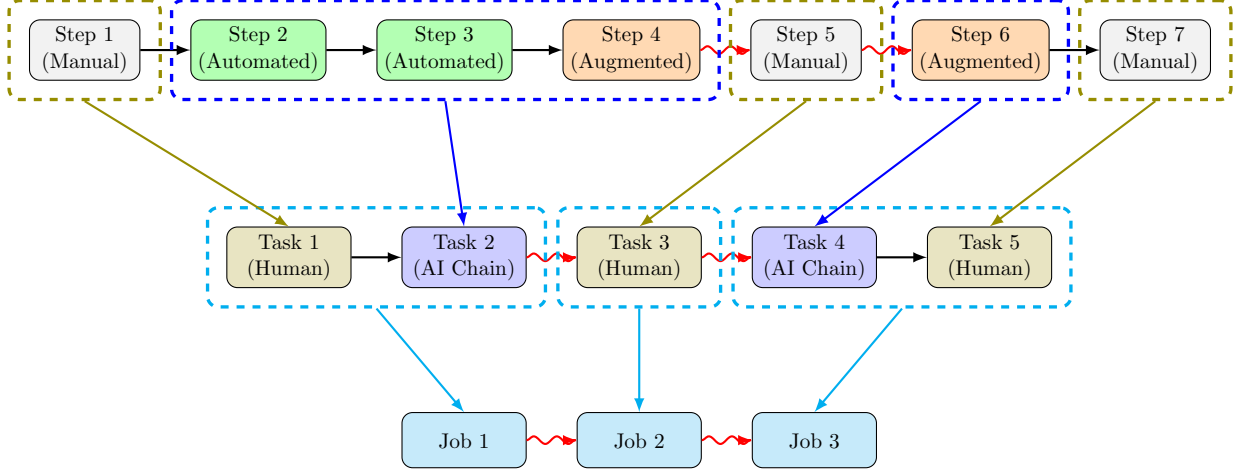 Step 1
(Manual)
Step 2
(Automated)
Step 3
(Automated)
Step 4
(Augmented)
Step 5
(Manual)
Step 6
(Augmented)
Step 7
(Manual)
Task 1
(Human)
Task 2
(AI Chain)
Task 3
(Human)
Task 4
(AI Chain)
Task 5
(Human)
Job 1
Job 2
Job 3